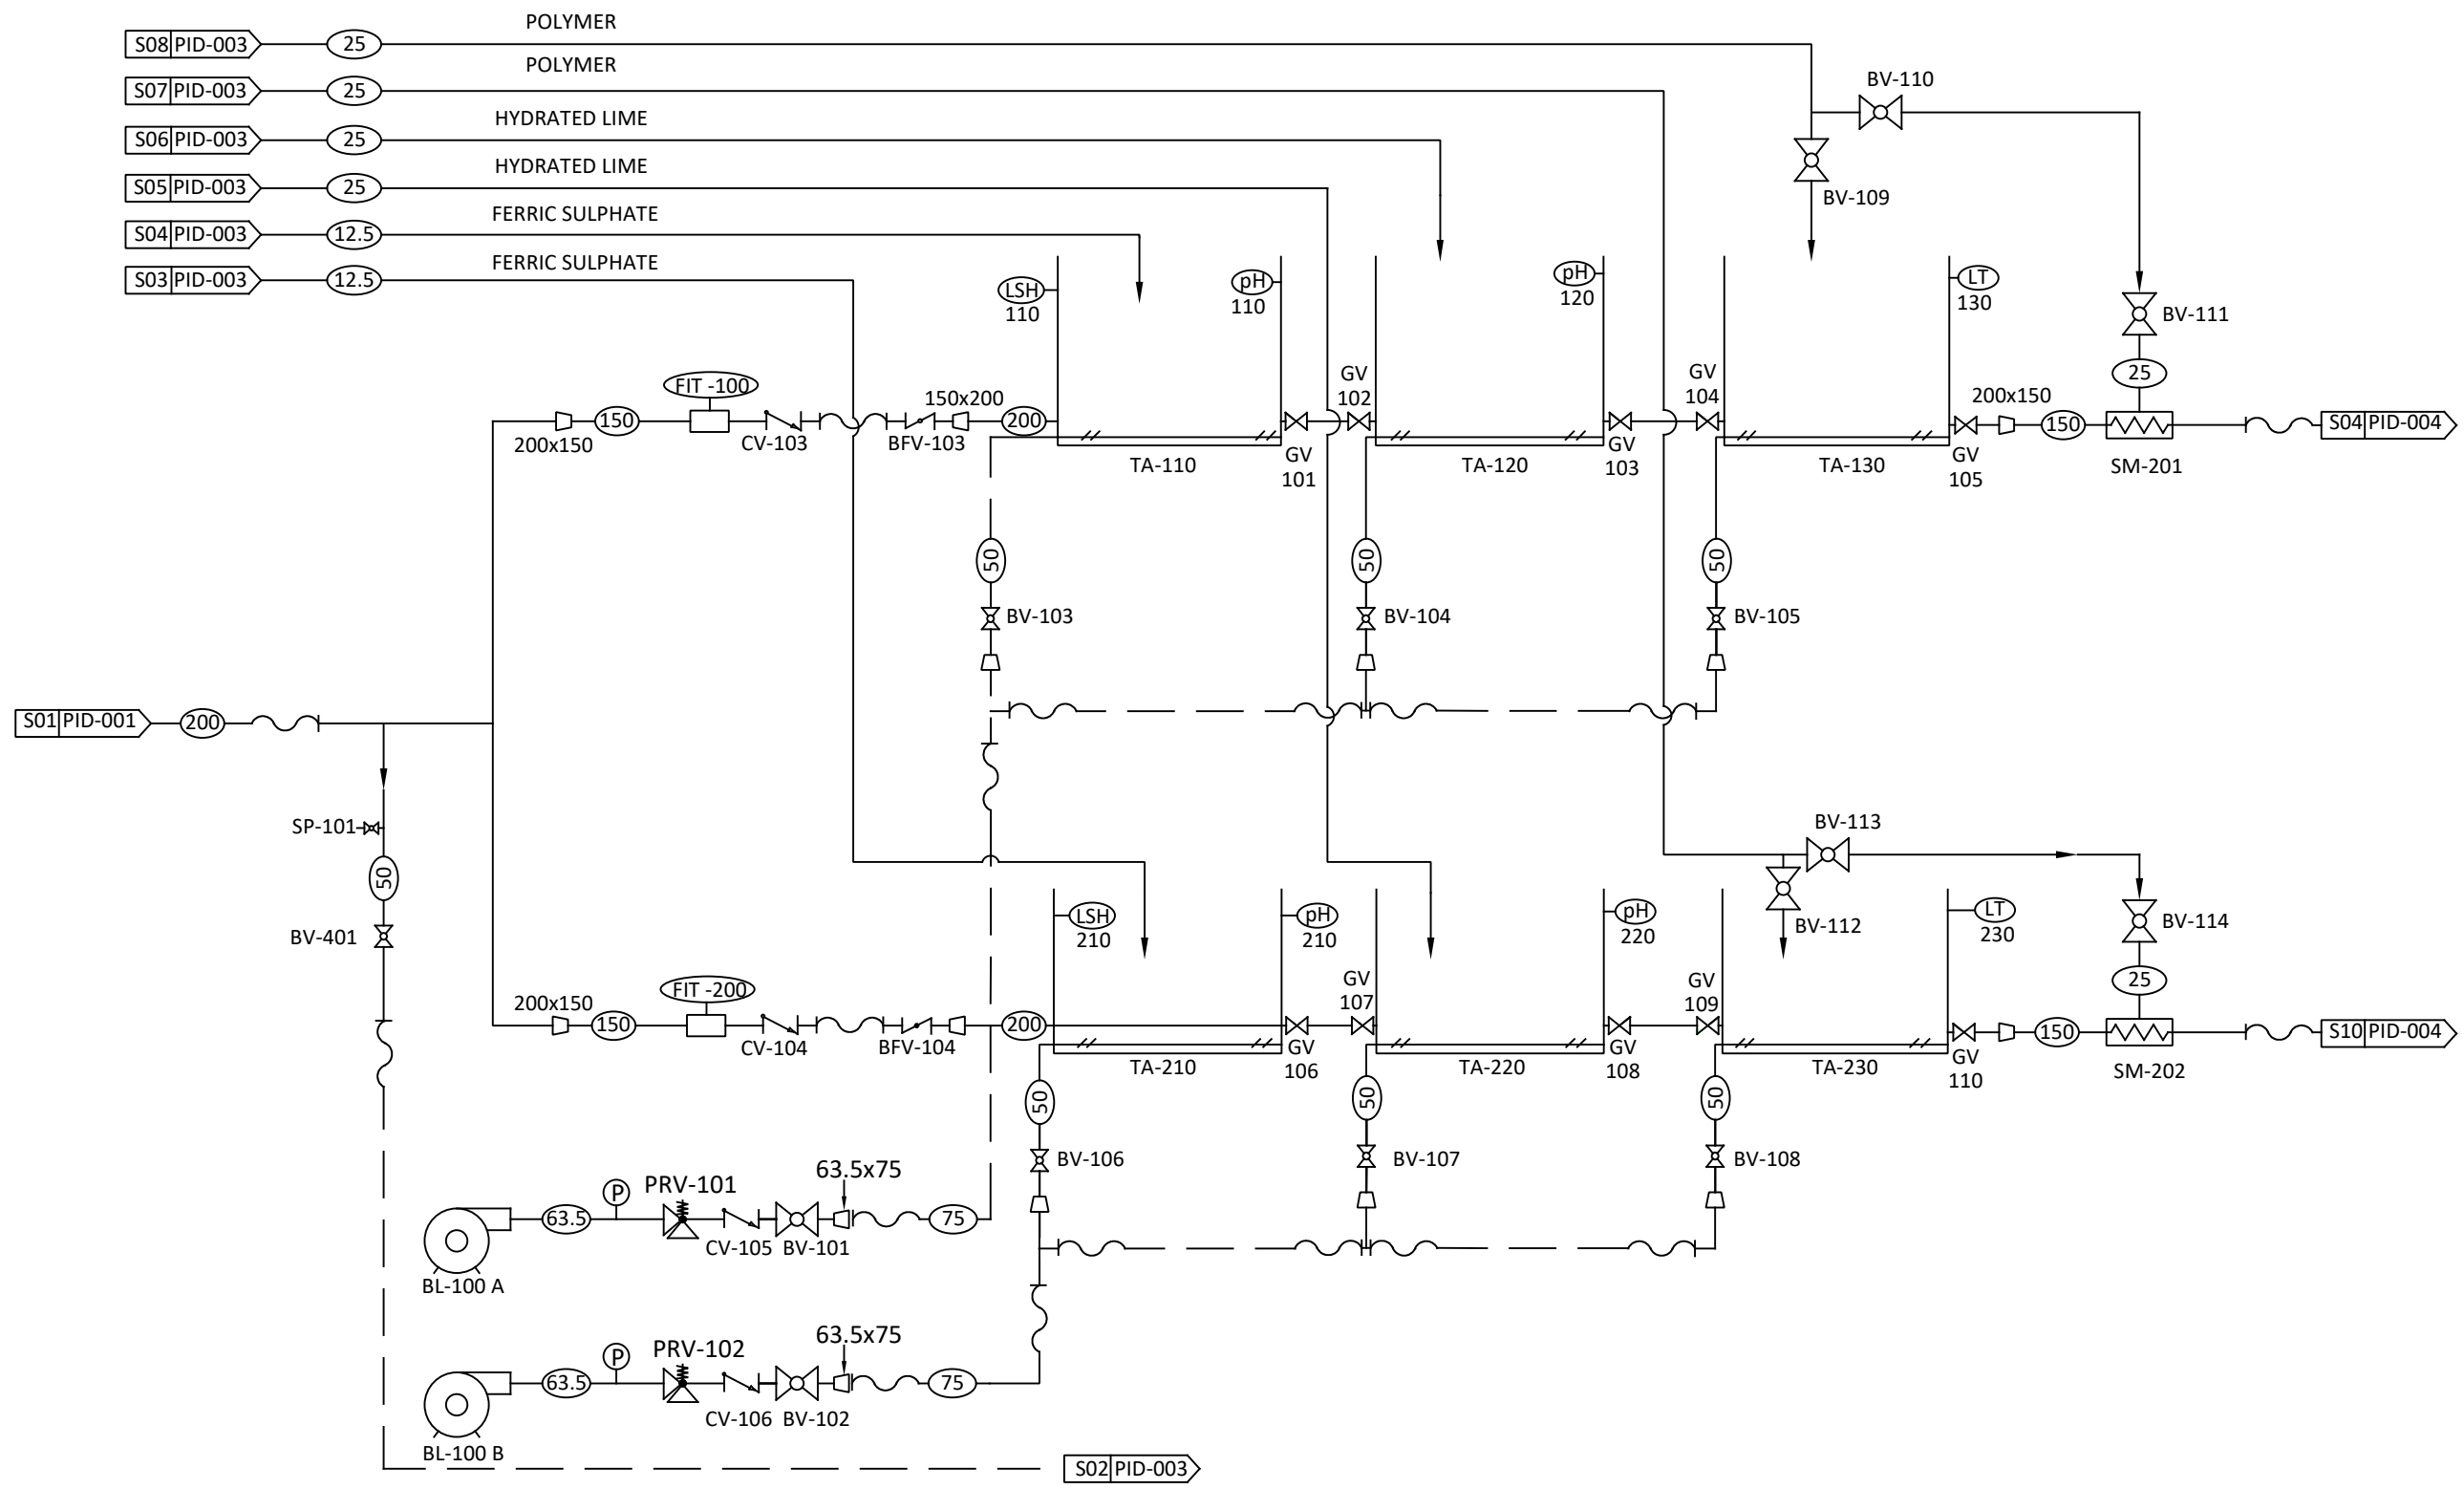 POLYMER
S08 PID-003 25
POLYMER
S07 PID-003 25
BV-110
HYDRATED LIME
S06 PID-003 25
HYDRATED LIME
S05 PID-003 25
BV-109
FERRIC SULPHATE
S04 PID-003 12.5
FERRIC SULPHATE
S03 PID-003 12.5
LSH
110
pH
110
pH
120
LT
130
BV-111
25
FIT -100
150x200
GV
102
GV
104
200x150
150
200x150
CV-103
BFV-103
200
TA-110
GV
101
TA-120
GV
103
TA-130
GV
105
150
SM-201
S04 PID-004
50
50
50
BV-103
BV-104
BV-105
S01 PID-001
200
SP-101
50
BV-401
BV-113
BV-112
BV-114
25
LSH
210
pH
210
pH
220
LT
230
FIT -200
GV
107
GV
109
200x150
150
CV-104
BFV-104
200
TA-210
GV
106
TA-220
GV
108
TA-230
GV
110
150
SM-202
S10 PID-004
50
50
50
BV-106
BV-107
BV-108
63.5
P
PRV-101
CV-105
BV-101
63.5x75
75
BL-100 A
63.5
P
PRV-102
CV-106
BV-102
63.5x75
75
BL-100 B
S02 PID-003